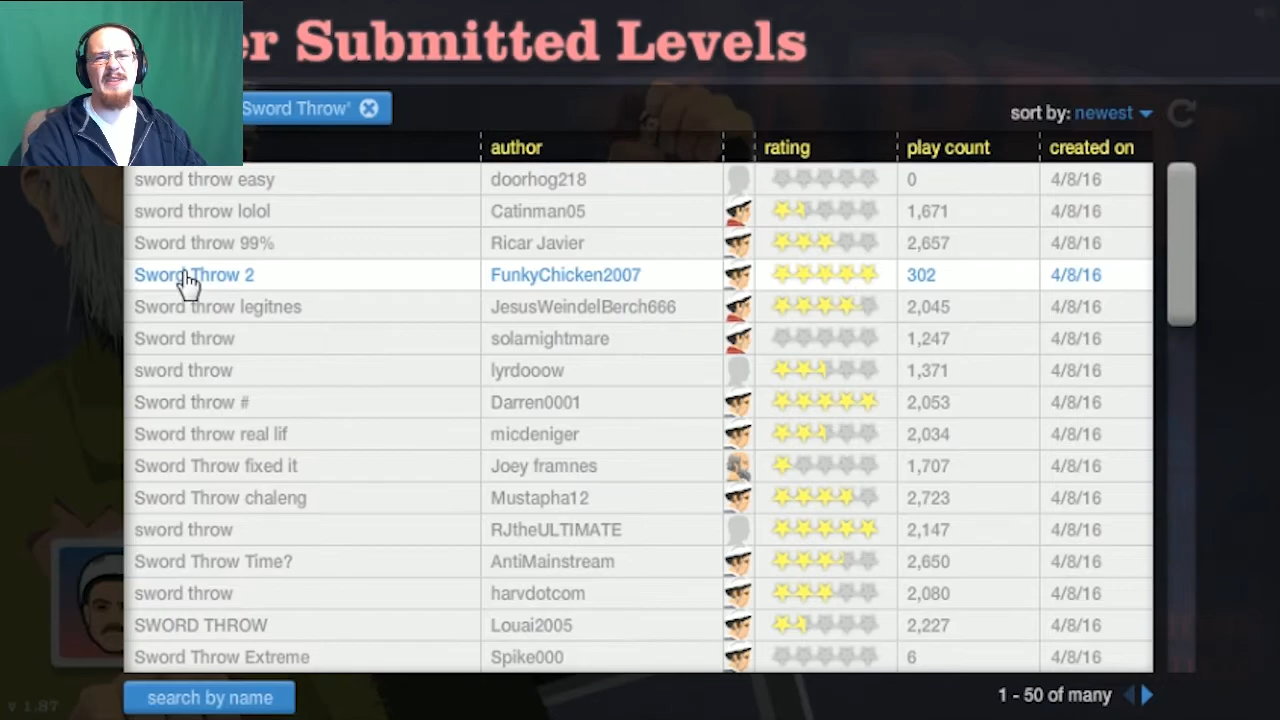 er Submitted Levels
Sword Throw'
sort by: newest
author rating play count created on
sword throw easy doorhog218 0 4/8/16
sword throw lolol Catinman05 1,671 4/8/16
Sword throw 99% Ricar Javier 2,657 4/8/16
Sword Throw 2 FunkyChicken2007 302 4/8/16
Sword throw legitnes JesusWeindelBerch666 2,045 4/8/16
Sword throw solarnightmare 1,247 4/8/16
sword throw lyrdooow 1,371 4/8/16
Sword throw # Darren0001 2,053 4/8/16
Sword throw real lif micdeniger 2,034 4/8/16
Sword Throw fixed it Joey framnes 1,707 4/8/16
Sword Throw chaleng Mustapha12 2,723 4/8/16
sword throw RJtheULTIMATE 2,147 4/8/16
Sword Throw Time? AntiMainstream 2,650 4/8/16
sword throw harvdotcom 2,080 4/8/16
SWORD THROW Louai2005 2,227 4/8/16
Sword Throw Extreme Spike000 6 4/8/16
search by name
1 - 50 of many
v 1.87